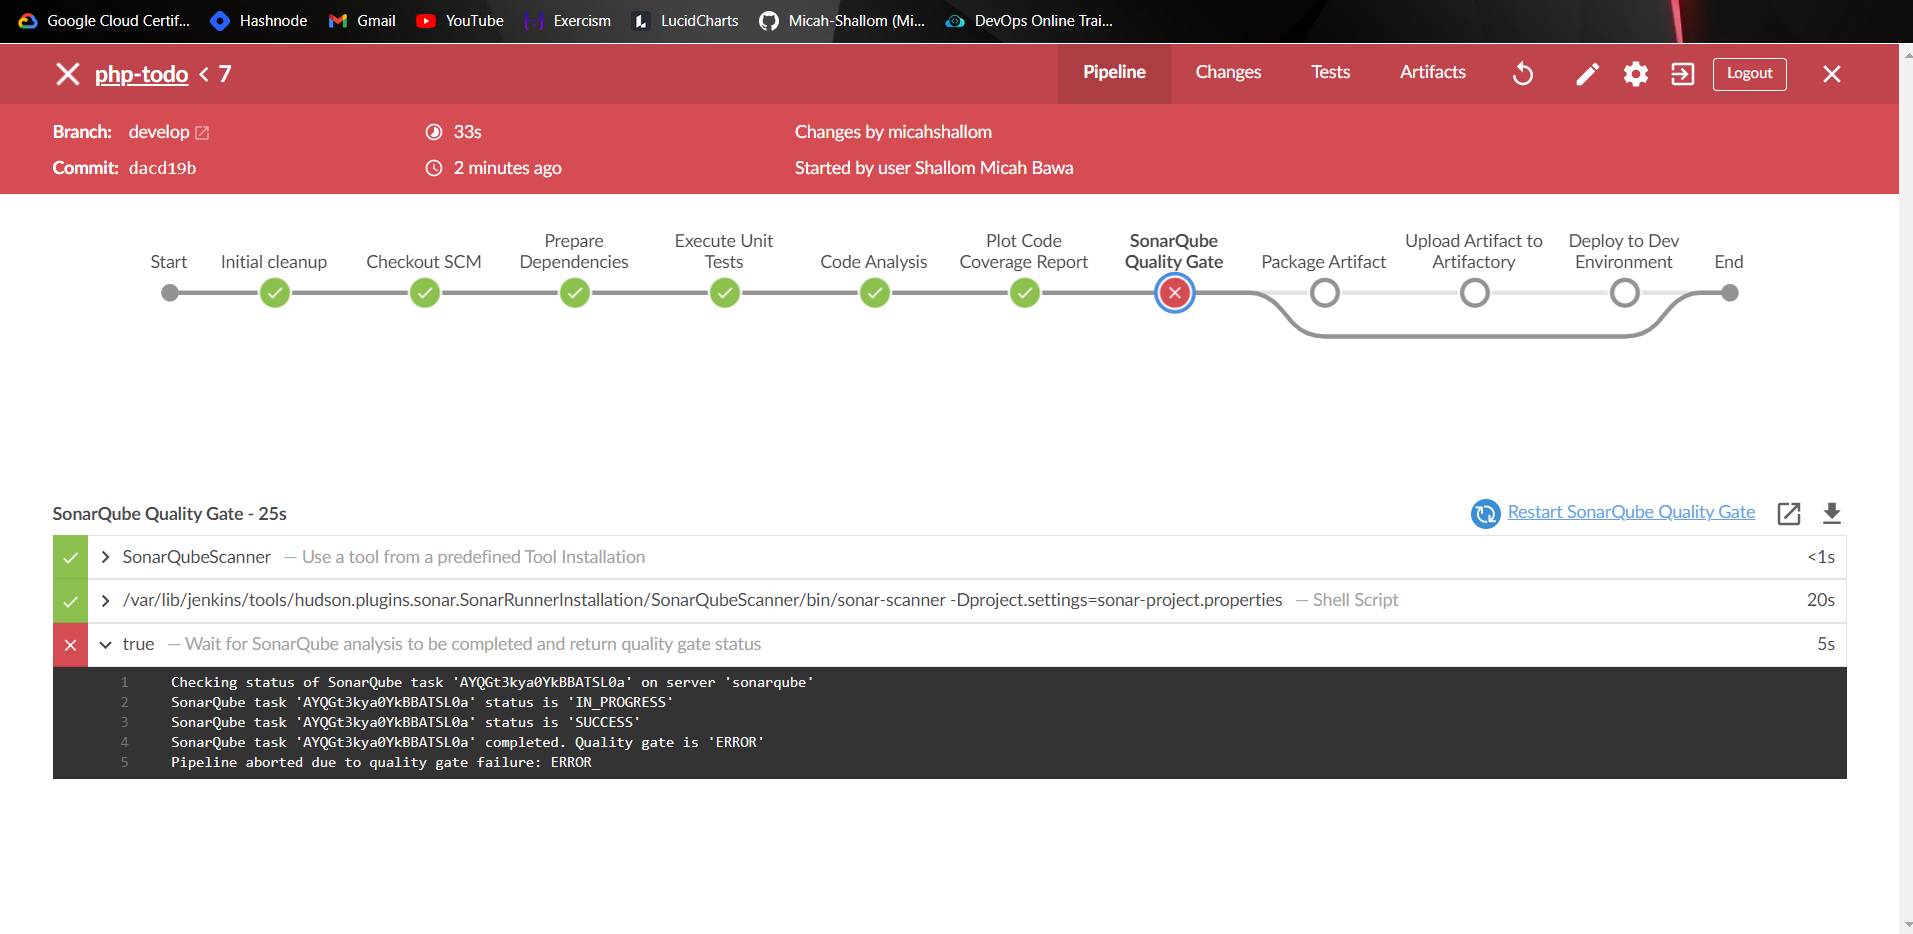 Google Cloud Certif... Hashnode Gmail YouTube Exercism LucidCharts Micah-Shallom (Mi... DevOps Online Trai...
php-todo < 7 Pipeline Changes Tests Artifacts Logout
Branch: develop 33s Changes by micahshallom
Commit: dacd19b 2 minutes ago Started by user Shallom Micah Bawa
Start
Initial cleanup
Checkout SCM
Prepare
Dependencies
Execute Unit
Tests
Code Analysis
Plot Code
Coverage Report
SonarQube
Quality Gate
Package Artifact
Upload Artifact to
Artifactory
Deploy to Dev
Environment
End
SonarQube Quality Gate - 25s Restart SonarQube Quality Gate
SonarQubeScanner — Use a tool from a predefined Tool Installation <1s
/var/lib/jenkins/tools/hudson.plugins.sonar.SonarRunnerInstallation/SonarQubeScanner/bin/sonar-scanner -Dproject.settings=sonar-project.properties — Shell Script 20s
true — Wait for SonarQube analysis to be completed and return quality gate status 5s
1 Checking status of SonarQube task 'AYQGt3kya0YkBBATSL0a' on server 'sonarqube'
2 SonarQube task 'AYQGt3kya0YkBBATSL0a' status is 'IN_PROGRESS'
3 SonarQube task 'AYQGt3kya0YkBBATSL0a' status is 'SUCCESS'
4 SonarQube task 'AYQGt3kya0YkBBATSL0a' completed. Quality gate is 'ERROR'
5 Pipeline aborted due to quality gate failure: ERROR